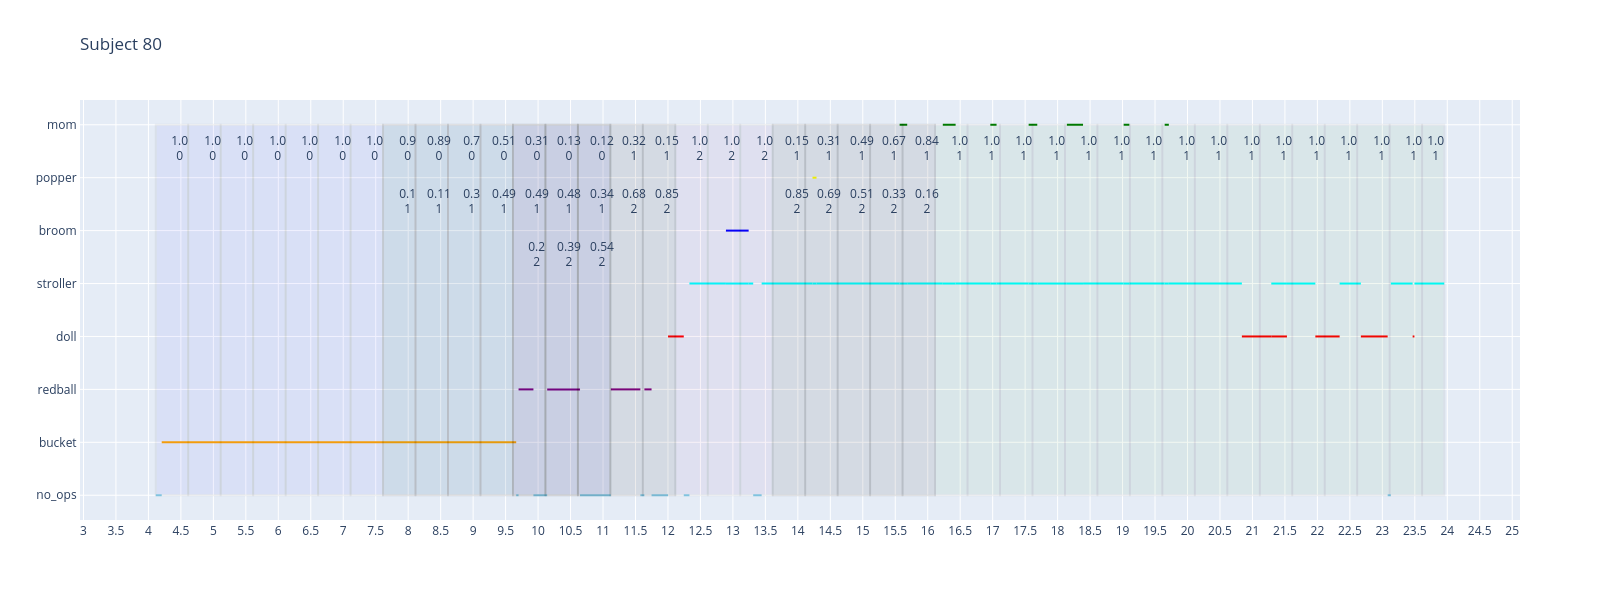 Subject 80
mom
1.0 1.0 1.0 1.0 1.0 1.0 1.0 0.9 0.89 0.7 0.51 0.31 0.13 0.12 0.32 0.15 1.0 1.0 1.0 0.15 0.31 0.49 0.67 0.84 1.0 1.0 1.0 1.0 1.0 1.0 1.0 1.0 1.0 1.0 1.0 1.0 1.0 1.0 1.0 1.0
0 0 0 0 0 0 0 0 0 0 0 0 0 0 1 1 2 2 2 1 1 1 1 1 1 1 1 1 1 1 1 1 1 1 1 1 1 1 1 1
popper
0.1 0.11 0.3 0.49 0.49 0.48 0.34 0.68 0.85 0.85 0.69 0.51 0.33 0.16
1 1 1 1 1 1 1 2 2 2 2 2 2 2
broom
0.2 0.39 0.54
2 2 2
stroller
doll
redball
bucket
no_ops
3 3.5 4 4.5 5 5.5 6 6.5 7 7.5 8 8.5 9 9.5 10 10.5 11 11.5 12 12.5 13 13.5 14 14.5 15 15.5 16 16.5 17 17.5 18 18.5 19 19.5 20 20.5 21 21.5 22 22.5 23 23.5 24 24.5 25